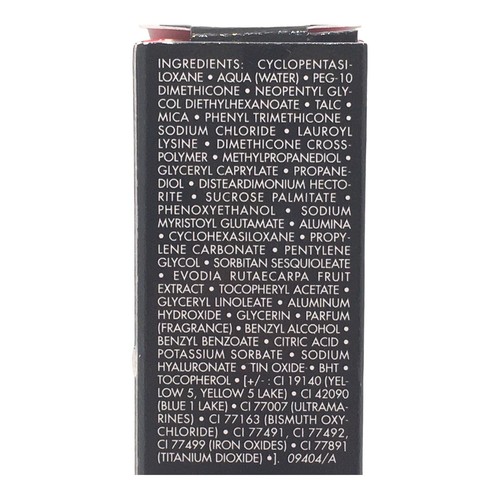 INGREDIENTS: CYCLOPENTASI-
LOXANE • AQUA (WATER) • PEG-10
DIMETHICONE • NEOPENTYL GLY-
COL DIETHYLHEXANOATE • TALC •
MICA • PHENYL TRIMETHICONE •
SODIUM CHLORIDE • LAUROYL
LYSINE • DIMETHICONE CROSS-
POLYMER • METHYLPROPANEDIOL •
GLYCERYL CAPRYLATE • PROPANE-
DIOL • DISTEARDIMONIUM HECTO-
RITE • SUCROSE PALMITATE •
PHENOXYETHANOL • SODIUM
MYRISTOYL GLUTAMATE • ALUMINA
• CYCLOHEXASILOXANE • PROPY-
LENE CARBONATE • PENTYLENE
GLYCOL • SORBITAN SESQUIOLEATE
• EVODIA RUTAECARPA FRUIT
EXTRACT • TOCOPHERYL ACETATE •
GLYCERYL LINOLEATE • ALUMINUM
HYDROXIDE • GLYCERIN • PARFUM
(FRAGRANCE) • BENZYL ALCOHOL •
BENZYL BENZOATE • CITRIC ACID •
POTASSIUM SORBATE • SODIUM
HYALURONATE • TIN OXIDE • BHT •
TOCOPHEROL • [+/- : CI 19140 (YEL-
LOW 5, YELLOW 5 LAKE) • CI 42090
(BLUE 1 LAKE) • CI 77007 (ULTRAMA-
RINES) • CI 77163 (BISMUTH OXY-
CHLORIDE) • CI 77491, CI 77492,
CI 77499 (IRON OXIDES) • CI 77891
(TITANIUM DIOXIDE) •]. 09404/A